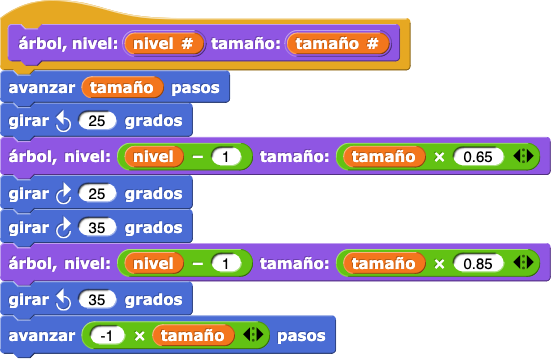 árbol, nivel: nivel # tamaño: tamaño #
avanzar tamaño pasos
girar 25 grados
árbol, nivel: nivel − 1 tamaño: tamaño × 0.65
girar 25 grados
girar 35 grados
árbol, nivel: nivel − 1 tamaño: tamaño × 0.85
girar 35 grados
avanzar -1 × tamaño pasos